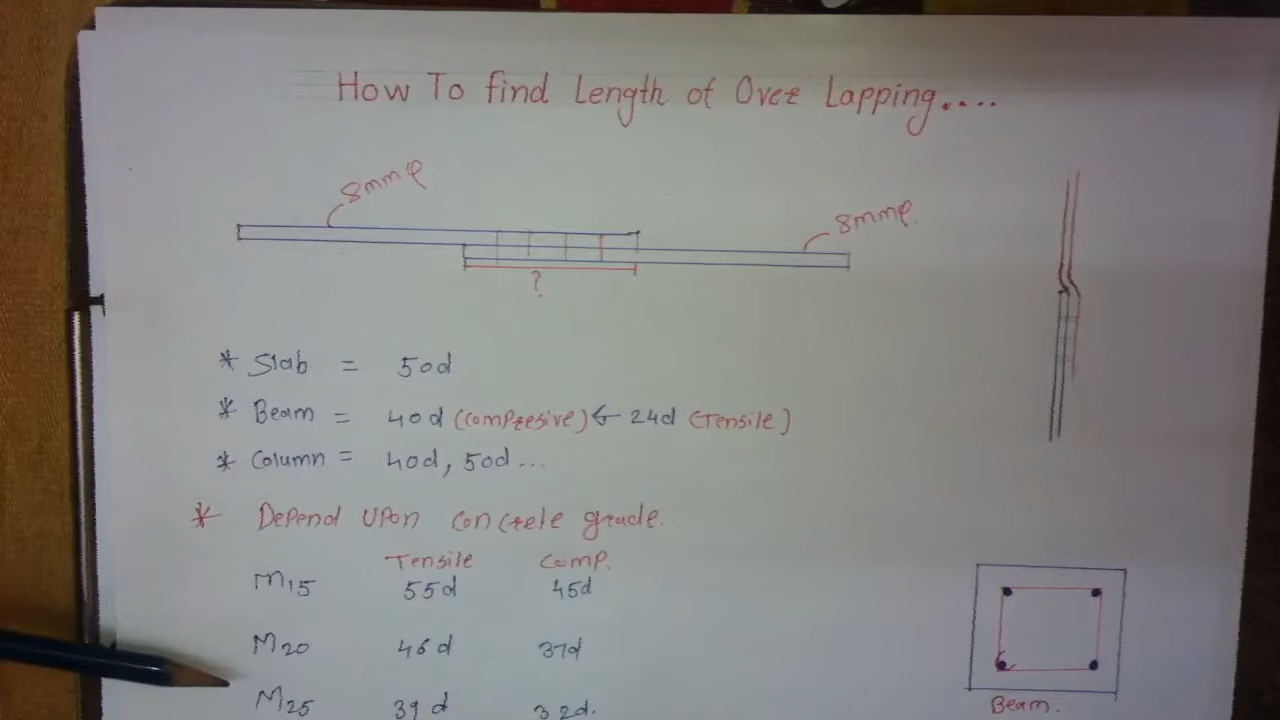 How To find Length of Over Lapping....
8mmφ
8mmφ.
?
* Slab = 50d
* Beam = 40d (Compresive) & 24d (Tensile)
* Column = 40d, 50d...
* Depend Upon Concrete grade.
Tensile Comp.
M15 55d 45d
M20 46d 37d
M25 39d 32d.
Beam.